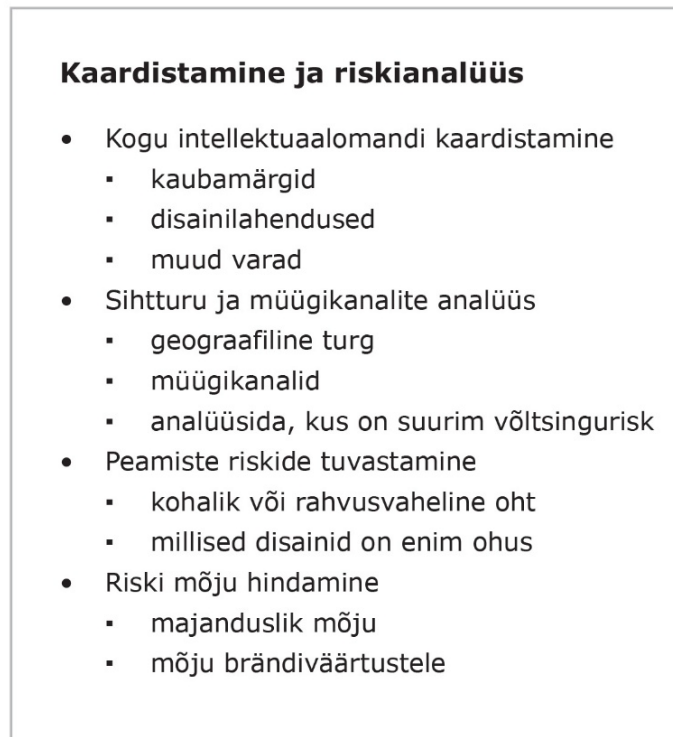 Kaardistamine ja riskianalüüs
• Kogu intellektuaalomandi kaardistamine
▪ kaubamärgid
▪ disainilahendused
▪ muud varad
• Sihtturu ja müügikanalite analüüs
▪ geograafiline turg
▪ müügikanalid
▪ analüüsida, kus on suurim võltsingurisk
• Peamiste riskide tuvastamine
▪ kohalik või rahvusvaheline oht
▪ millised disainid on enim ohus
• Riski mõju hindamine
▪ majanduslik mõju
▪ mõju brändiväärtustele